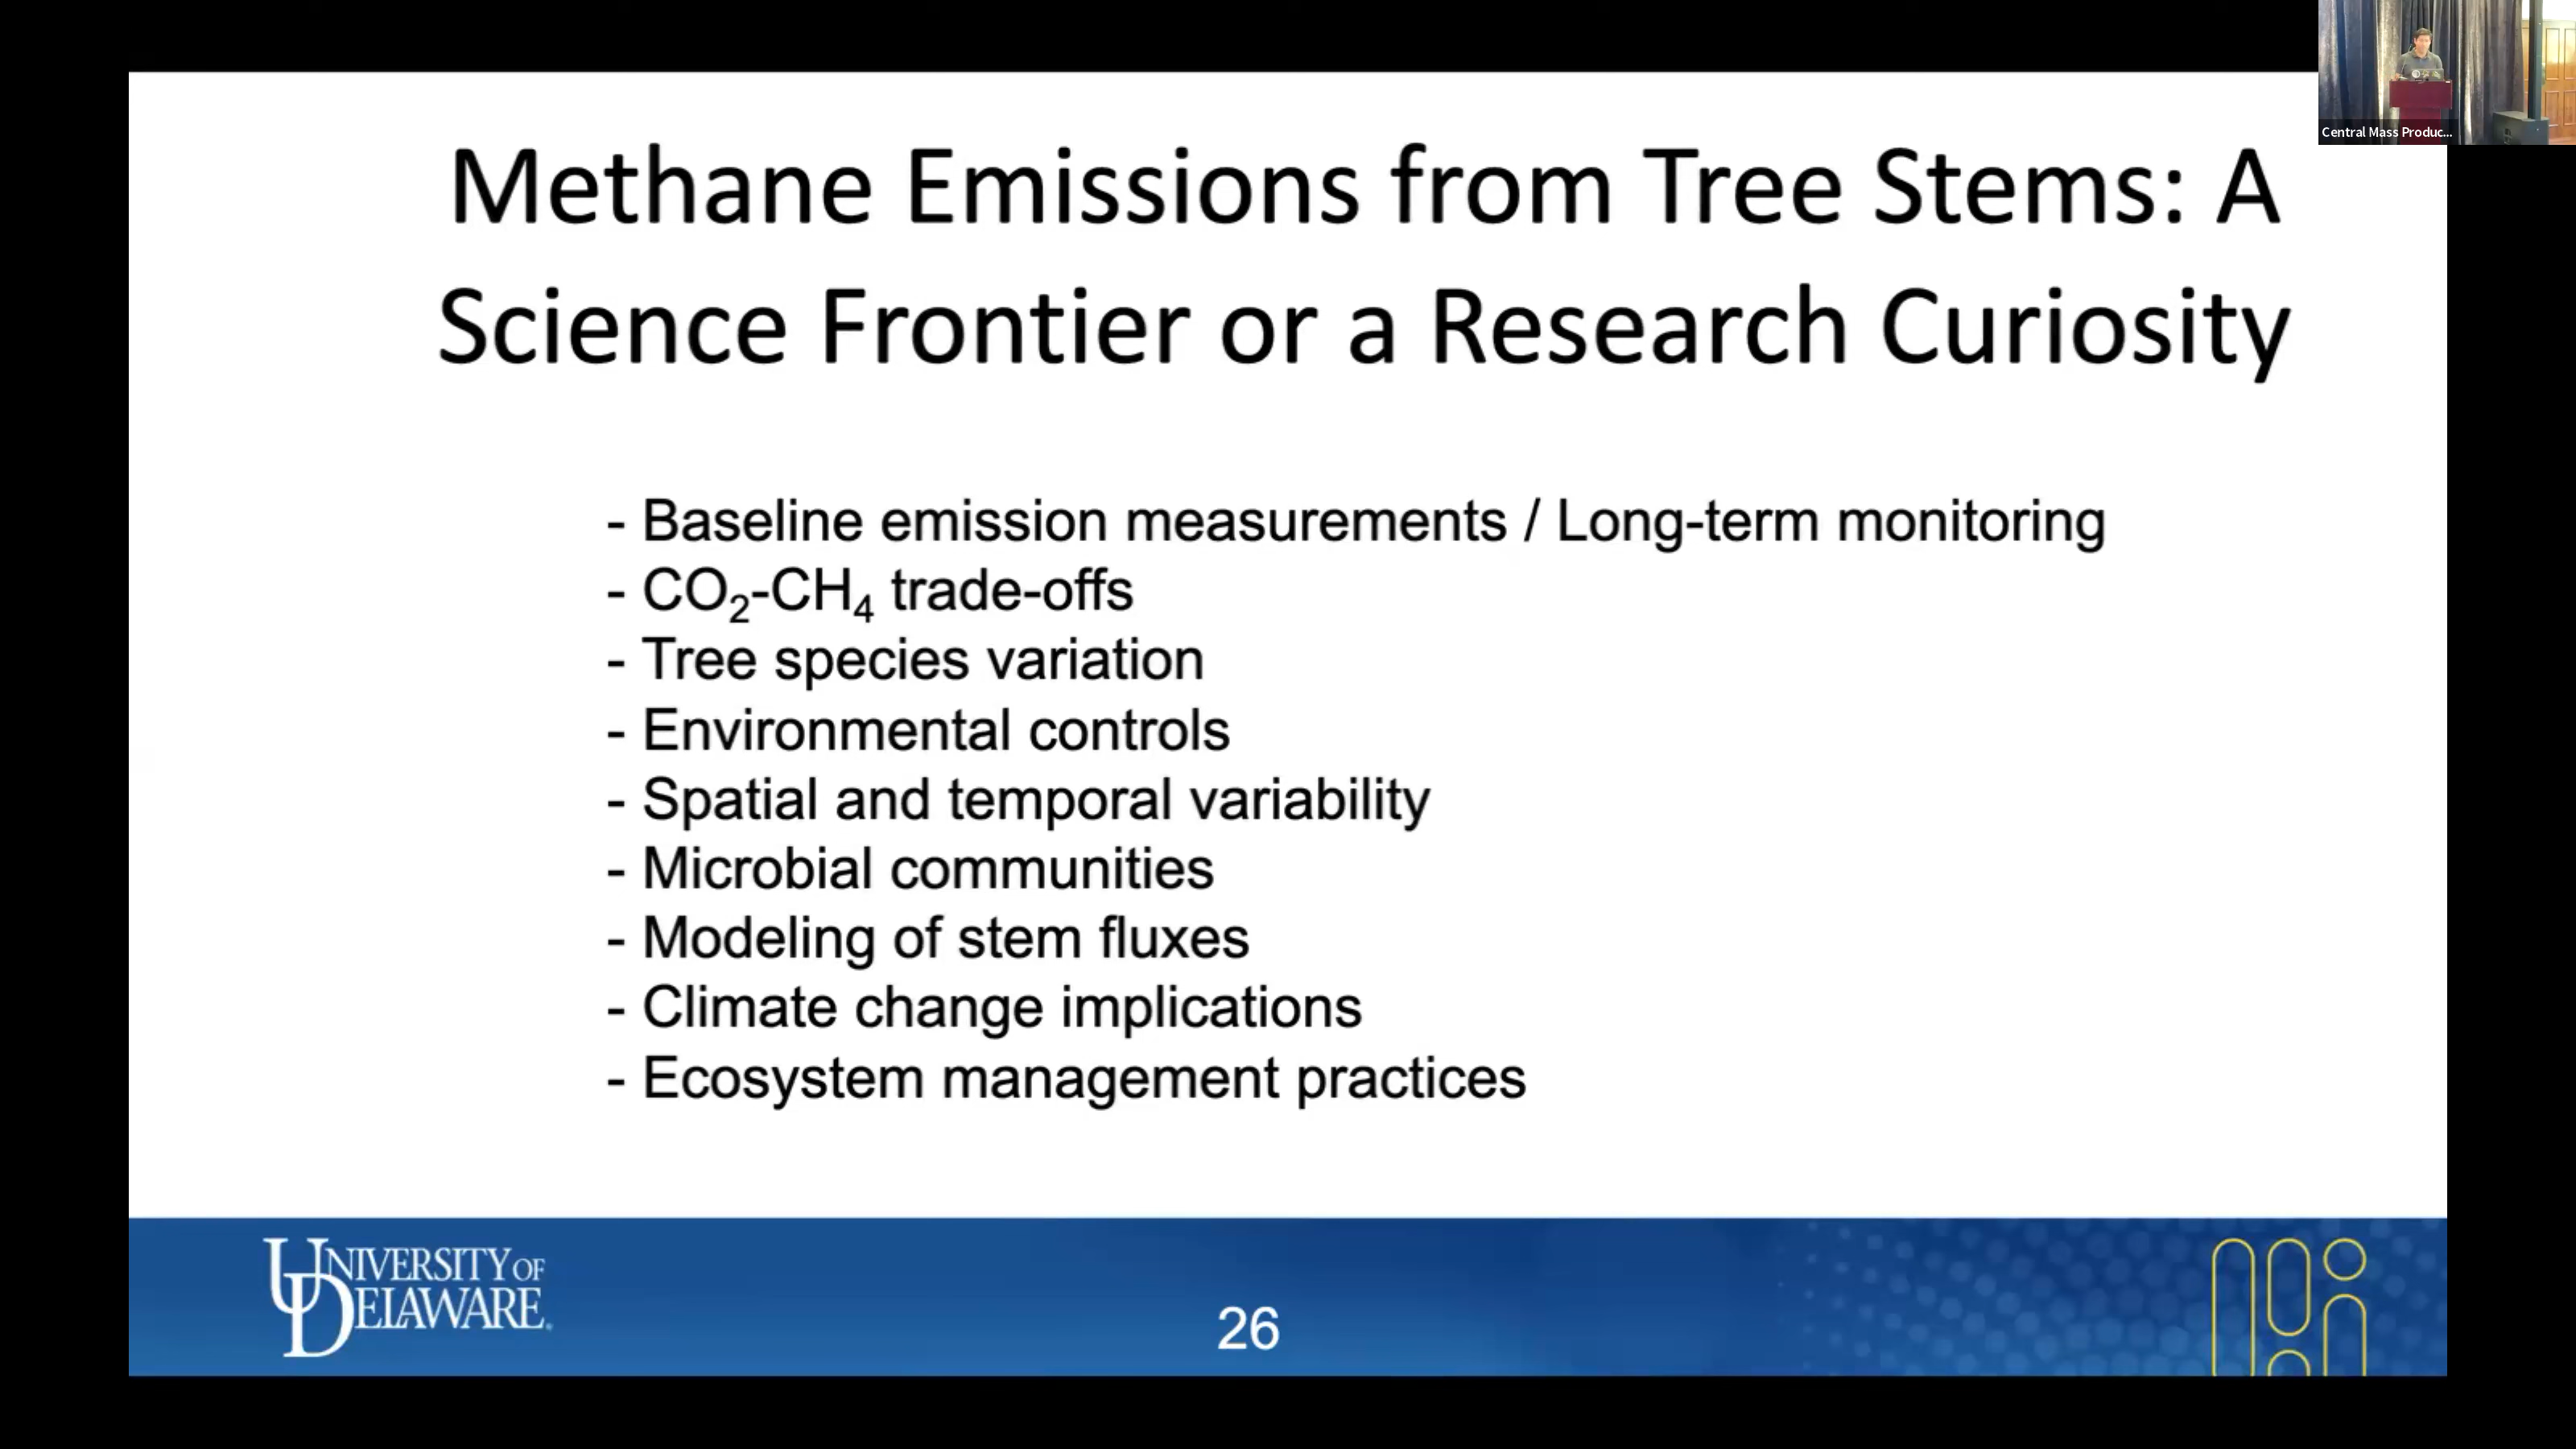 Central Mass Produc...
Methane Emissions from Tree Stems: A
Science Frontier or a Research Curiosity
- Baseline emission measurements / Long-term monitoring
- CO₂-CH₄ trade-offs
- Tree species variation
- Environmental controls
- Spatial and temporal variability
- Microbial communities
- Modeling of stem fluxes
- Climate change implications
- Ecosystem management practices
UNIVERSITY OF
DELAWARE.
26